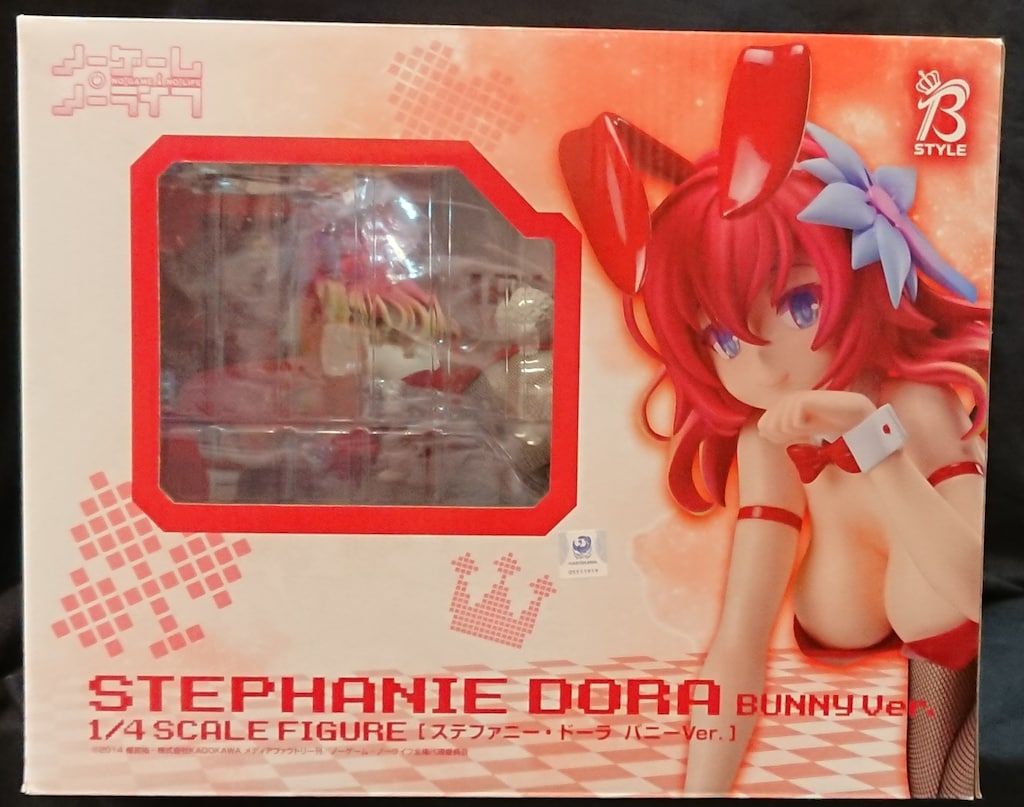 ノーゲーム
NO GAME NO LIFE
ノーライフ
B
STYLE
KADOKAWA
STEPHANIE DORA BUNNY Ver.
1/4 SCALE FIGURE [ステファニー・ドーラ バニーVer.]
©2014 榎宮祐・株式会社KADOKAWA メディアファクトリー刊/ノーゲーム・ノーライフ全権代理委員会